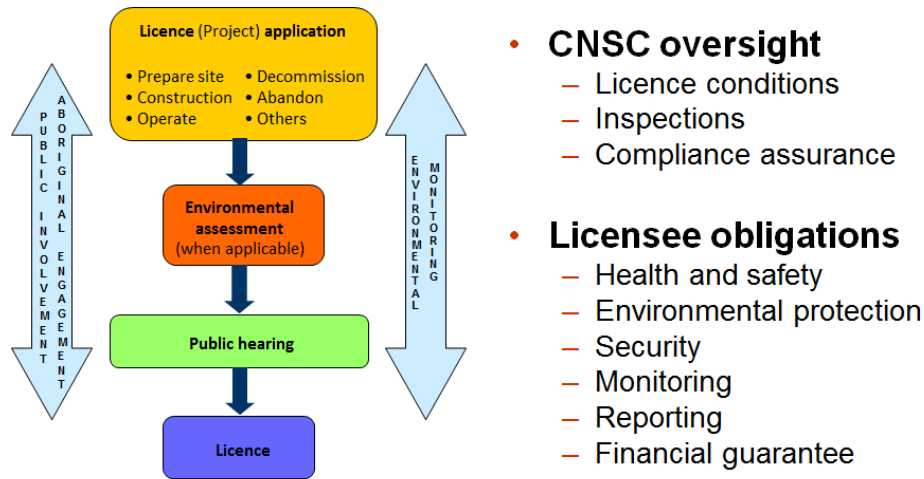 Licence (Project) application
• Prepare site
• Construction
• Operate
• Decommission
• Abandon
• Others
PUBLIC INVOLVEMENT
ABORIGINAL ENGAGEMENT
ENVIRONMENTAL
MONITORING
Environmental
assessment
(when applicable)
Public hearing
Licence
• CNSC oversight
– Licence conditions
– Inspections
– Compliance assurance
• Licensee obligations
– Health and safety
– Environmental protection
– Security
– Monitoring
– Reporting
– Financial guarantee